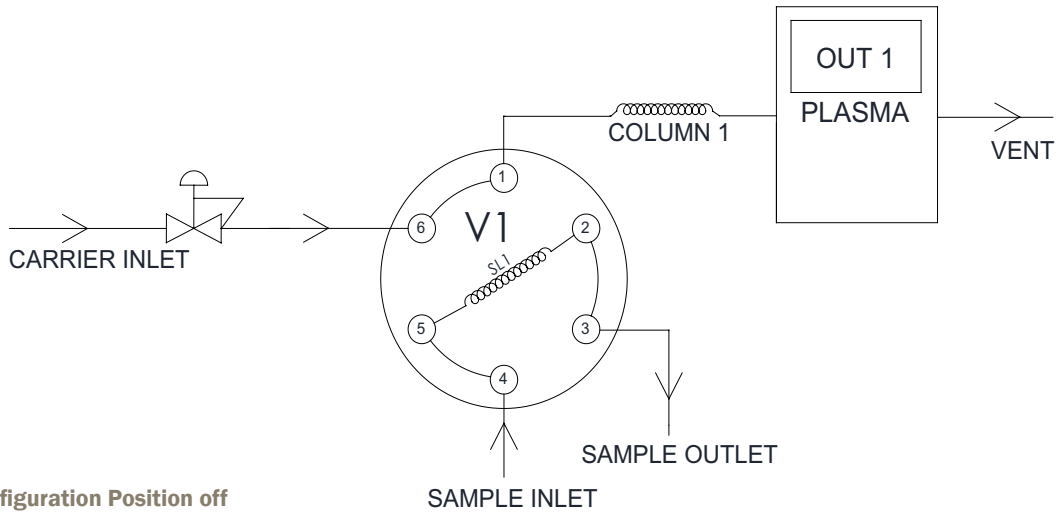 OUT 1
PLASMA
COLUMN 1
VENT
1
6
V1
2
CARRIER INLET
SL1
5
3
4
SAMPLE OUTLET
figuration Position off
SAMPLE INLET